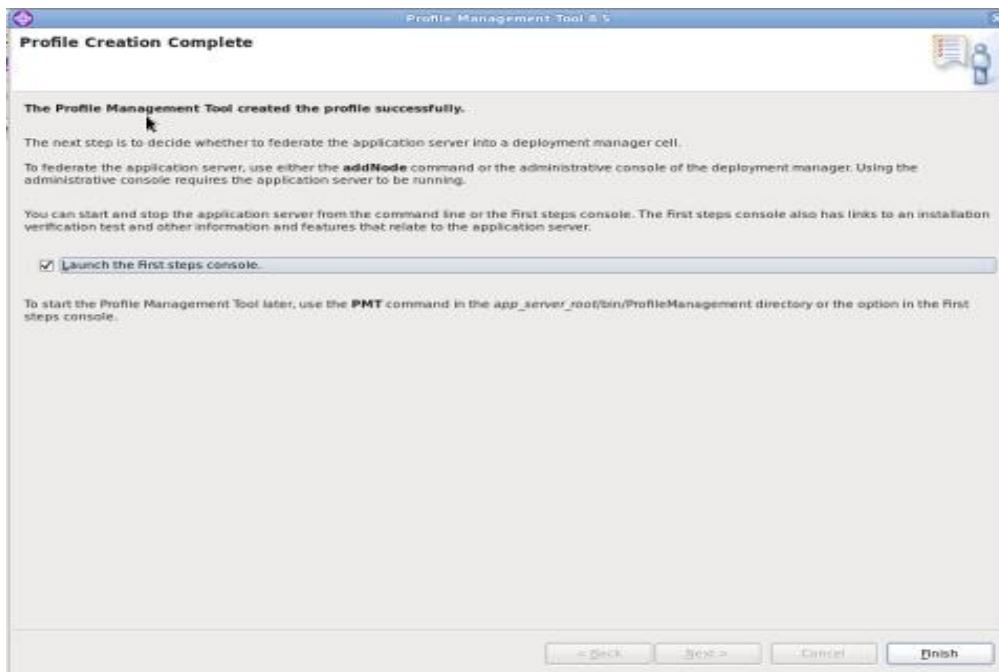 Profile Management Tool 8.5
Profile Creation Complete
The Profile Management Tool created the profile successfully.
The next step is to decide whether to federate the application server into a deployment manager cell.
To federate the application server, use either the addNode command or the administrative console of the deployment manager. Using the
administrative console requires the application server to be running.
You can start and stop the application server from the command line or the First steps console. The First steps console also has links to an installation
verification test and other information and features that relate to the application server.
Launch the First steps console.
To start the Profile Management Tool later, use the PMT command in the app_server_root/bin/ProfileManagement directory or the option in the First
steps console.
< Back Next > Cancel Finish